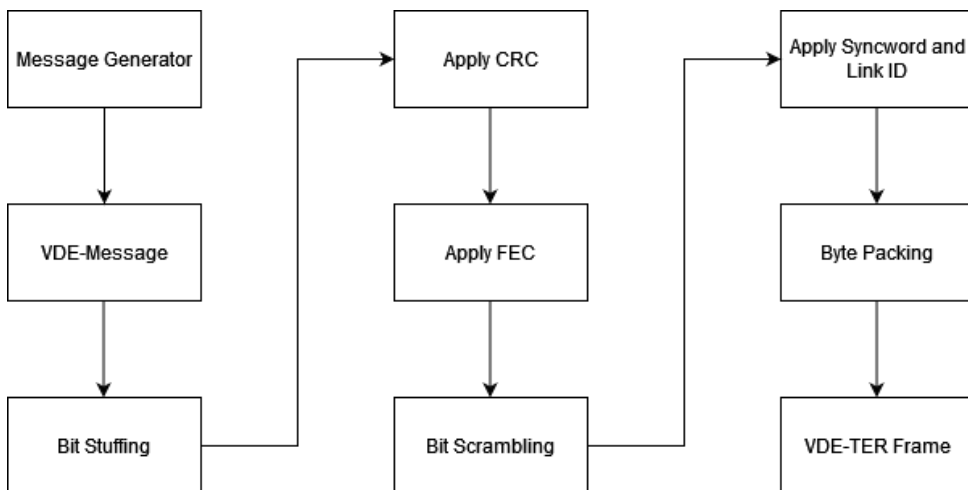 Message Generator
VDE-Message
Bit Stuffing
Apply CRC
Apply FEC
Bit Scrambling
Apply Syncword and
Link ID
Byte Packing
VDE-TER Frame